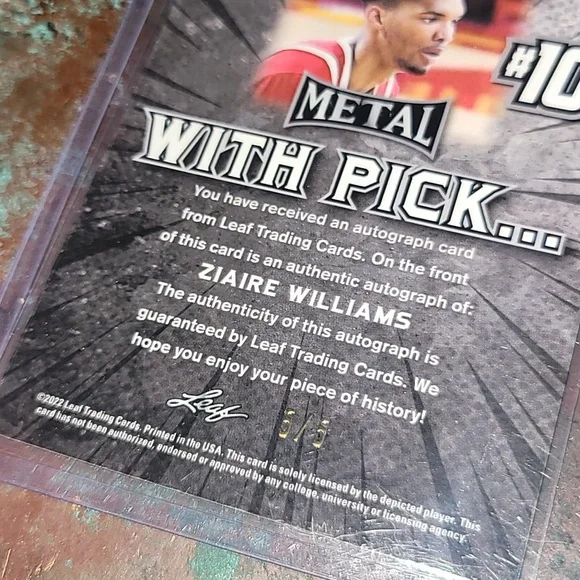 #10
METAL
WITH PICK...
You have received an autograph card
from Leaf Trading Cards. On the front
of this card is an authentic autograph of:
ZIAIRE WILLIAMS
The authenticity of this autograph is
guaranteed by Leaf Trading Cards. We
hope you enjoy your piece of history!
Leaf
5/5
©2022 Leaf Trading Cards. Printed in the USA. This card is solely licensed by the depicted player. This
card has not been authorized, endorsed or approved by any college, university or licensing agency.